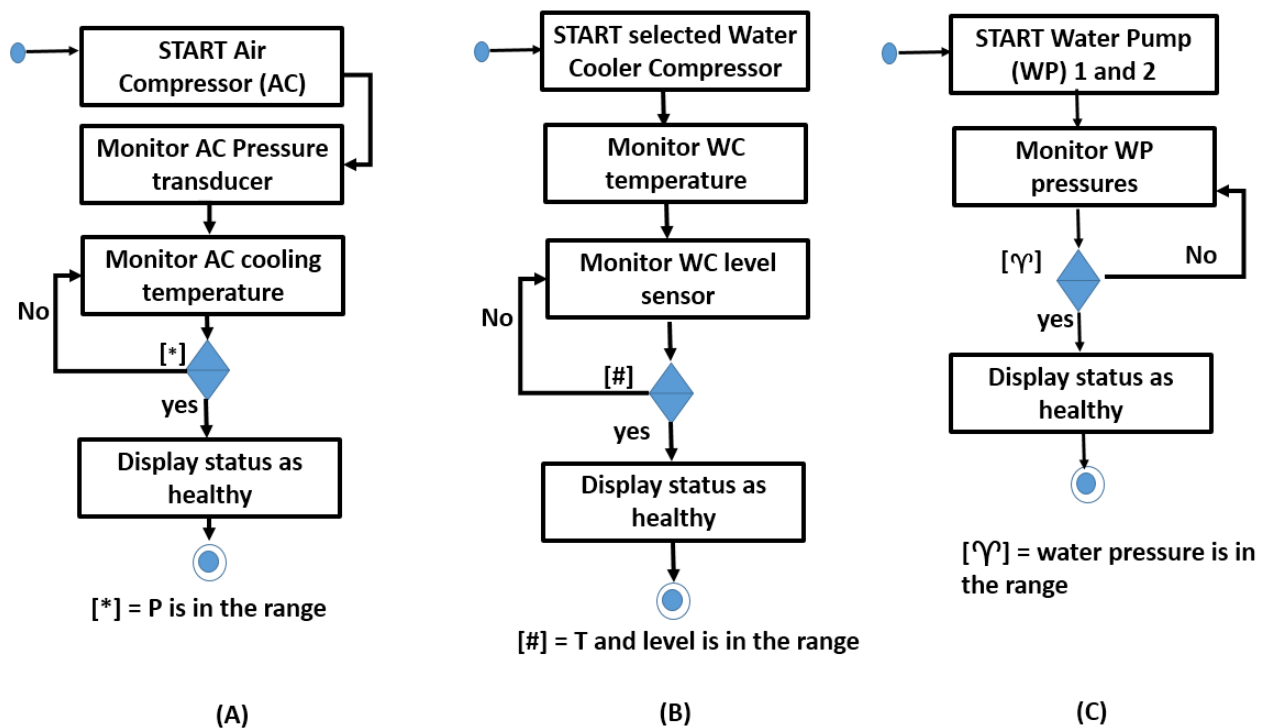 START Air
Compressor (AC)
Monitor AC Pressure
transducer
Monitor AC cooling
temperature
No
[*]
yes
Display status as
healthy
[*] = P is in the range
(A)
START selected Water
Cooler Compressor
Monitor WC
temperature
Monitor WC level
sensor
No
[#]
yes
Display status as
healthy
[#] = T and level is in the range
(B)
START Water Pump
(WP) 1 and 2
Monitor WP
pressures
[♈]
No
yes
Display status as
healthy
[♈] = water pressure is in
the range
(C)